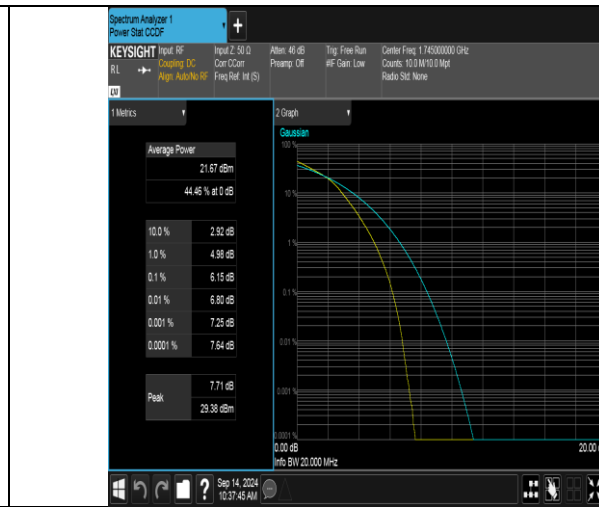 Spectrum Analyzer 1
Power Stat CCDF
+
KEYSIGHT
RL
LXI
Input: RF
Coupling: DC
Align: Auto/No RF
Input Z: 50 Ω
Corr CCorr
Freq Ref: Int (S)
Atten: 46 dB
Preamp: Off
Trig: Free Run
#IF Gain: Low
Center Freq: 1.745000000 GHz
Counts: 10.0 M/10.0 Mpt
Radio Std: None
1 Metrics
Average Power
21.67 dBm
44.46 % at 0 dB
10.0 % 2.92 dB
1.0 % 4.98 dB
0.1 % 6.15 dB
0.01 % 6.80 dB
0.001 % 7.25 dB
0.0001 % 7.64 dB
Peak
7.71 dB
29.38 dBm
2 Graph
Gaussian
100 %
10 %
1 %
0.1 %
0.01 %
0.001 %
0.0001 %
0.00 dB
20.00
Info BW 20.000 MHz
?
Sep 14, 2024
10:37:45 AM